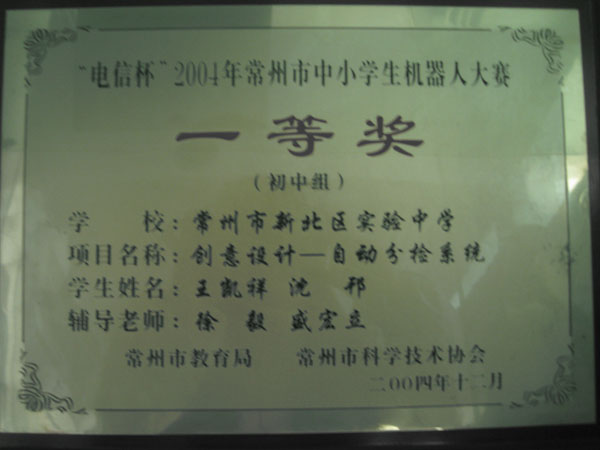 “电信杯”2004年常州市中小学生机器人大赛
一等奖
（初中组）
学 校：常州市新北区实验中学
项目名称：创意设计—自动分检系统
学生姓名：王凯祥 沈 邗
辅导老师：徐 毅 盛宏立
常州市教育局 常州市科学技术协会
二00四年十二月